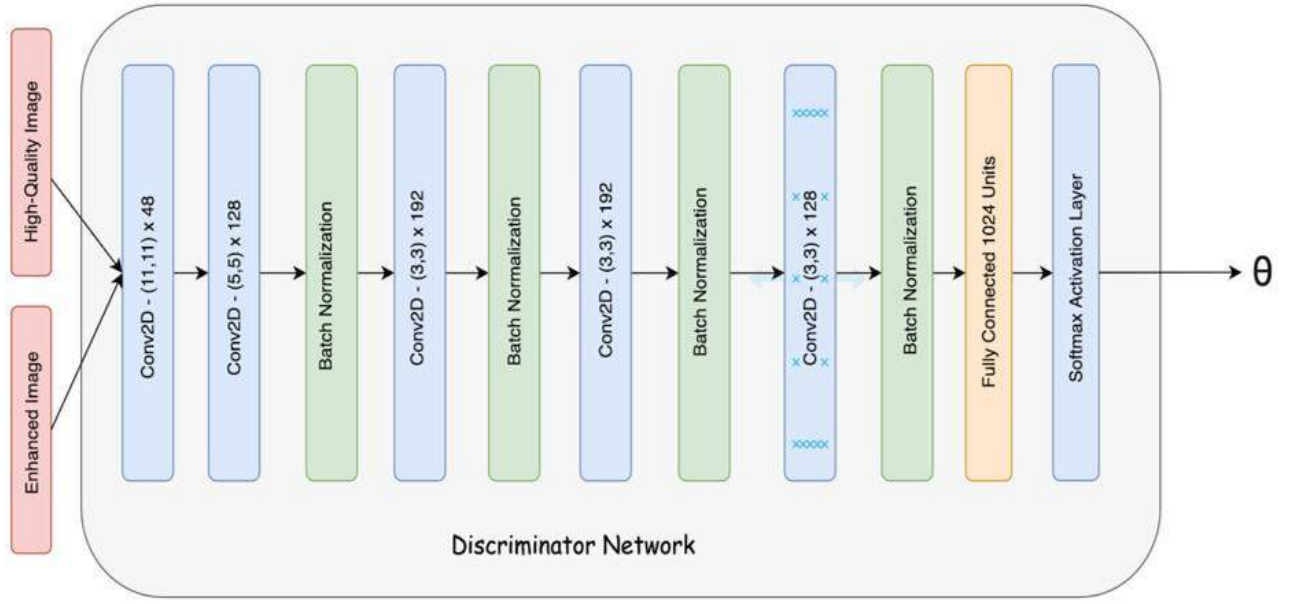 High-Quality Image
Enhanced Image
Conv2D - (11,11) x 48
Conv2D - (5,5) x 128
Batch Normalization
Conv2D - (3,3) x 192
Batch Normalization
Conv2D - (3,3) x 192
Batch Normalization
Conv2D - (3,3) x 128
Batch Normalization
Fully Connected 1024 Units
Softmax Activation Layer
θ
Discriminator Network